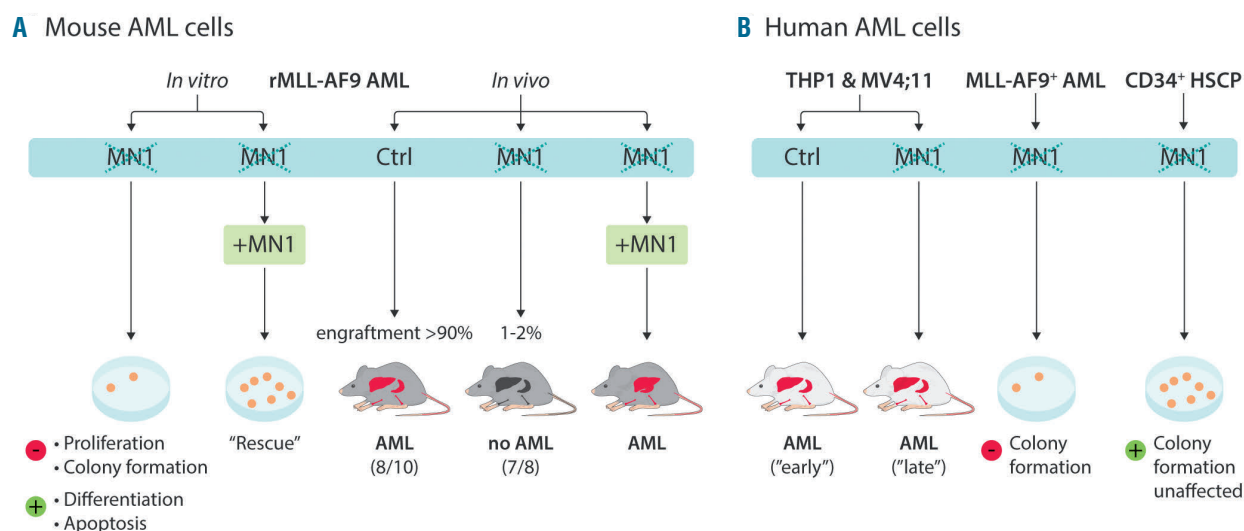 A Mouse AML cells
In vitro rMLL-AF9 AML In vivo
MN1 MN1 Ctrl MN1 MN1
+MN1 +MN1
engraftment >90% 1-2%
- • Proliferation
• Colony formation
+ • Differentiation
• Apoptosis
"Rescue"
AML
(8/10)
no AML
(7/8)
AML
B Human AML cells
THP1 & MV4;11 MLL-AF9+ AML CD34+ HSCP
Ctrl MN1 MN1 MN1
AML
("early")
AML
("late")
- Colony
formation
+ Colony
formation
unaffected